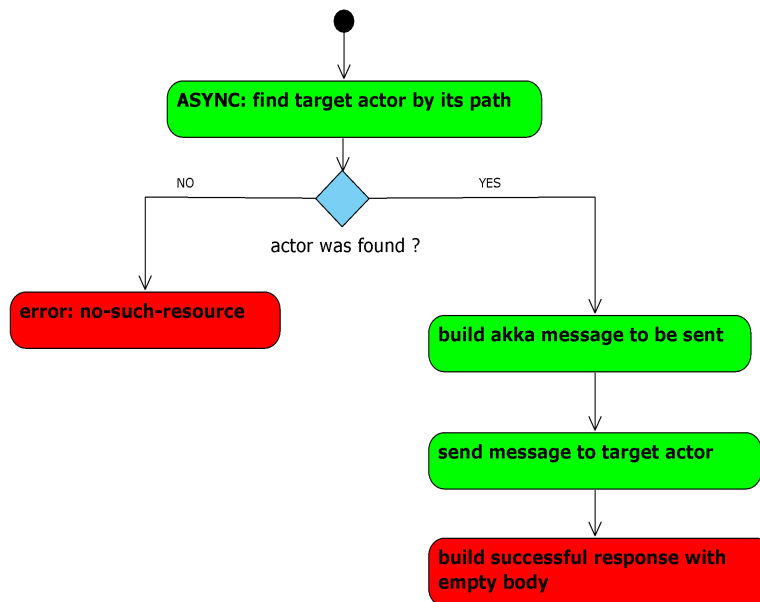 ASYNC: find target actor by its path
NO
YES
actor was found ?
error: no-such-resource
build akka message to be sent
send message to target actor
build successful response with
empty body